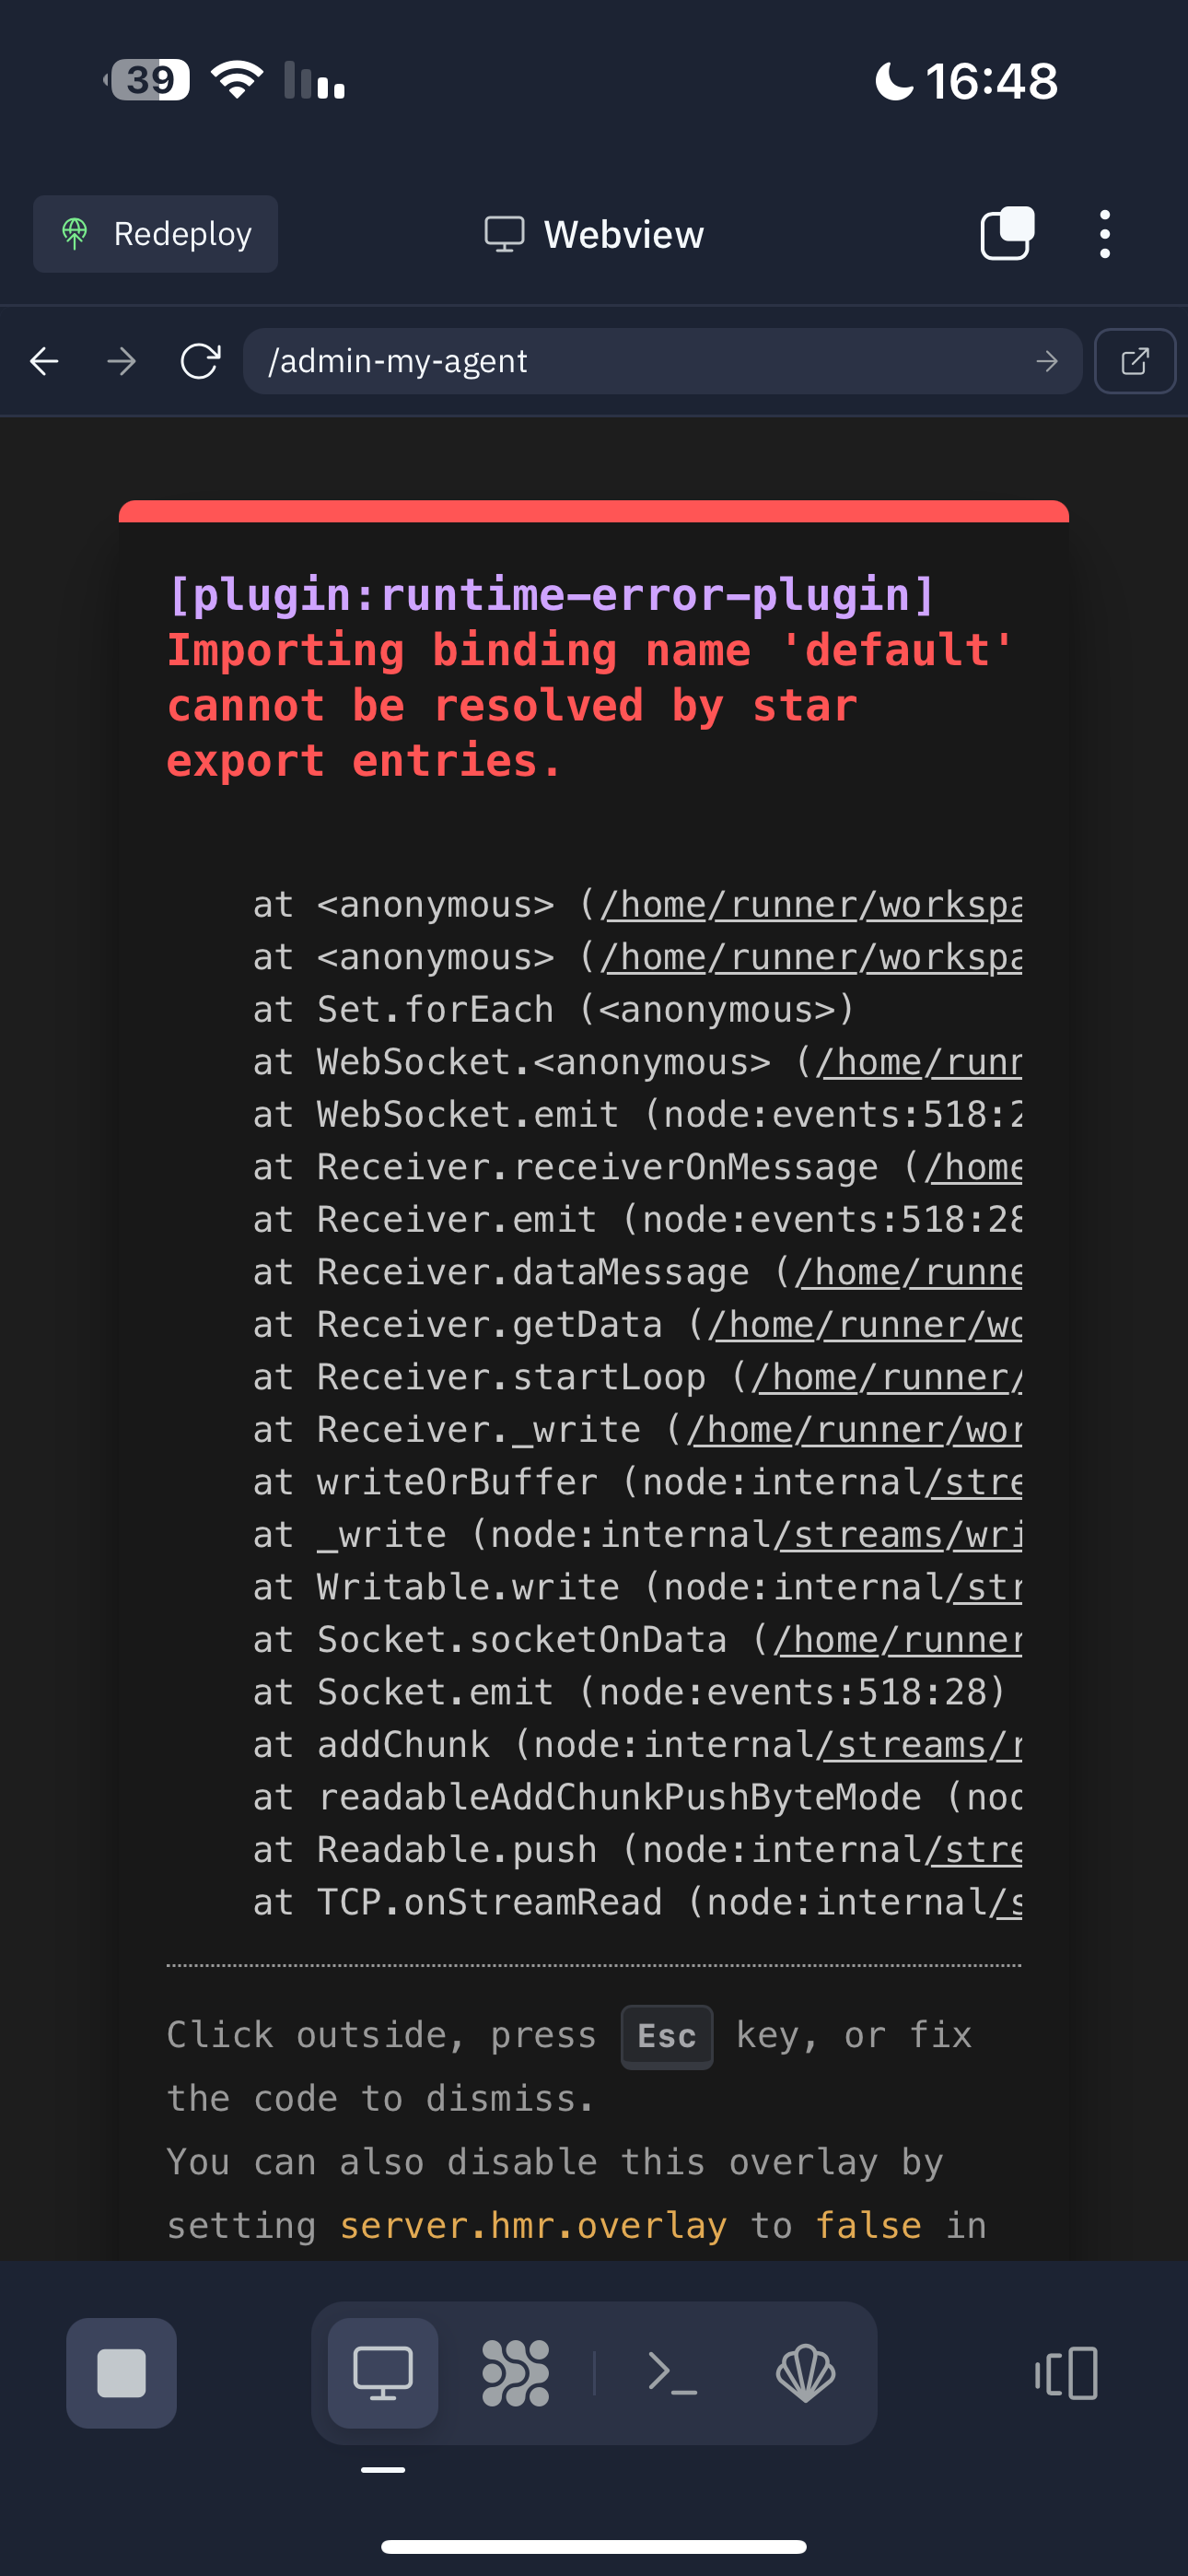 39
16:48
Redeploy
Webview
/admin-my-agent
[plugin:runtime-error-plugin]
Importing binding name 'default'
cannot be resolved by star
export entries.
at <anonymous> (/home/runner/workspa
at <anonymous> (/home/runner/workspa
at Set.forEach (<anonymous>)
at WebSocket.<anonymous> (/home/runn
at WebSocket.emit (node:events:518:2
at Receiver.receiverOnMessage (/home
at Receiver.emit (node:events:518:28
at Receiver.dataMessage (/home/runne
at Receiver.getData (/home/runner/wo
at Receiver.startLoop (/home/runner/
at Receiver._write (/home/runner/wor
at writeOrBuffer (node:internal/stre
at _write (node:internal/streams/wri
at Writable.write (node:internal/str
at Socket.socketOnData (/home/runner
at Socket.emit (node:events:518:28)
at addChunk (node:internal/streams/r
at readableAddChunkPushByteMode (nod
at Readable.push (node:internal/stre
at TCP.onStreamRead (node:internal/s
Click outside, press Esc key, or fix
the code to dismiss.
You can also disable this overlay by
setting server.hmr.overlay to false in